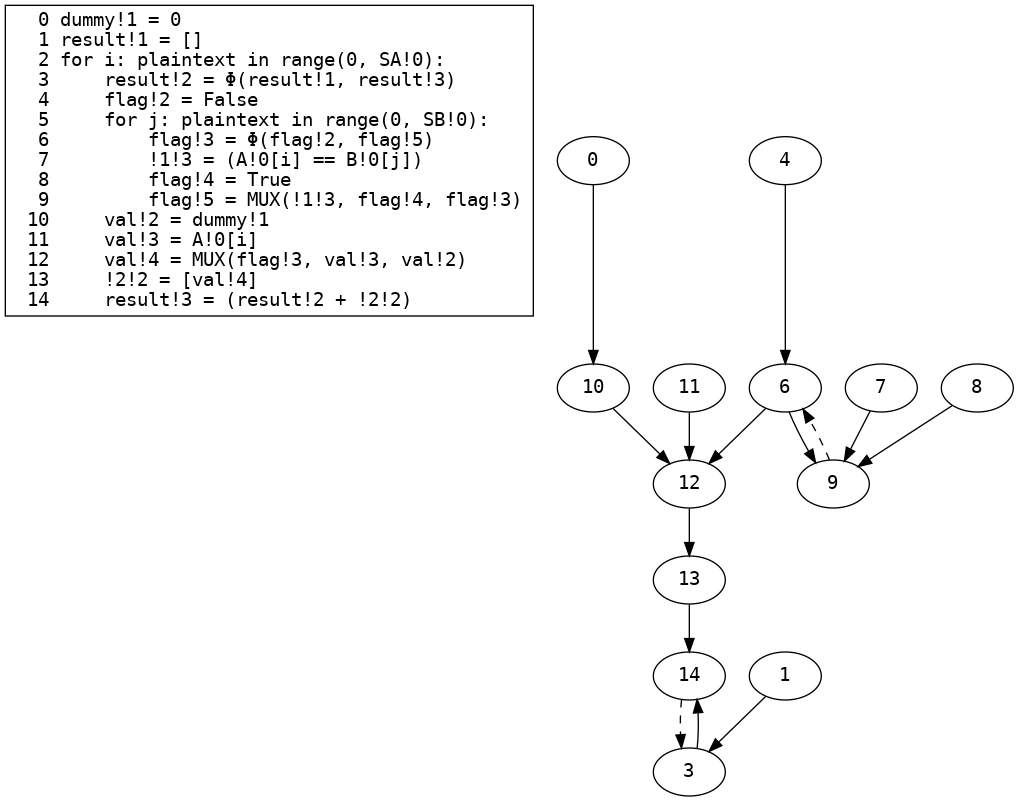 0 dummy!1 = 0
1 result!1 = []
2 for i: plaintext in range(0, SA!0):
3     result!2 = Φ(result!1, result!3)
4     flag!2 = False
5     for j: plaintext in range(0, SB!0):
6         flag!3 = Φ(flag!2, flag!5)
7         !1!3 = (A!0[i] == B!0[j])
8         flag!4 = True
9         flag!5 = MUX(!1!3, flag!4, flag!3)
10     val!2 = dummy!1
11     val!3 = A!0[i]
12     val!4 = MUX(flag!3, val!3, val!2)
13     !2!2 = [val!4]
14     result!3 = (result!2 + !2!2)
0 4
10 11 6 7 8
12 9
13
14 1
3